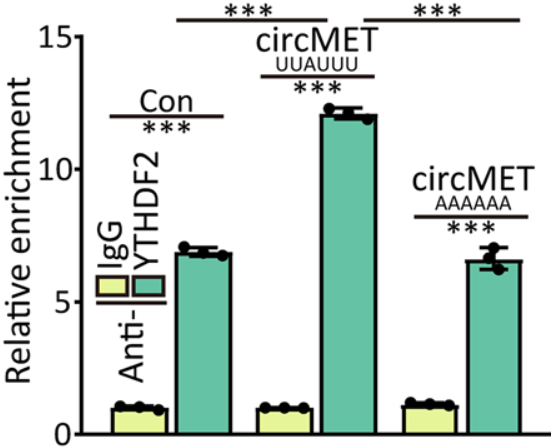 *** ***
circMET
UUAUUU
***
Con
***
circMET
AAAAAA
***
Relative enrichment
15
10
5
0
IgG
YTHDF2
Anti-